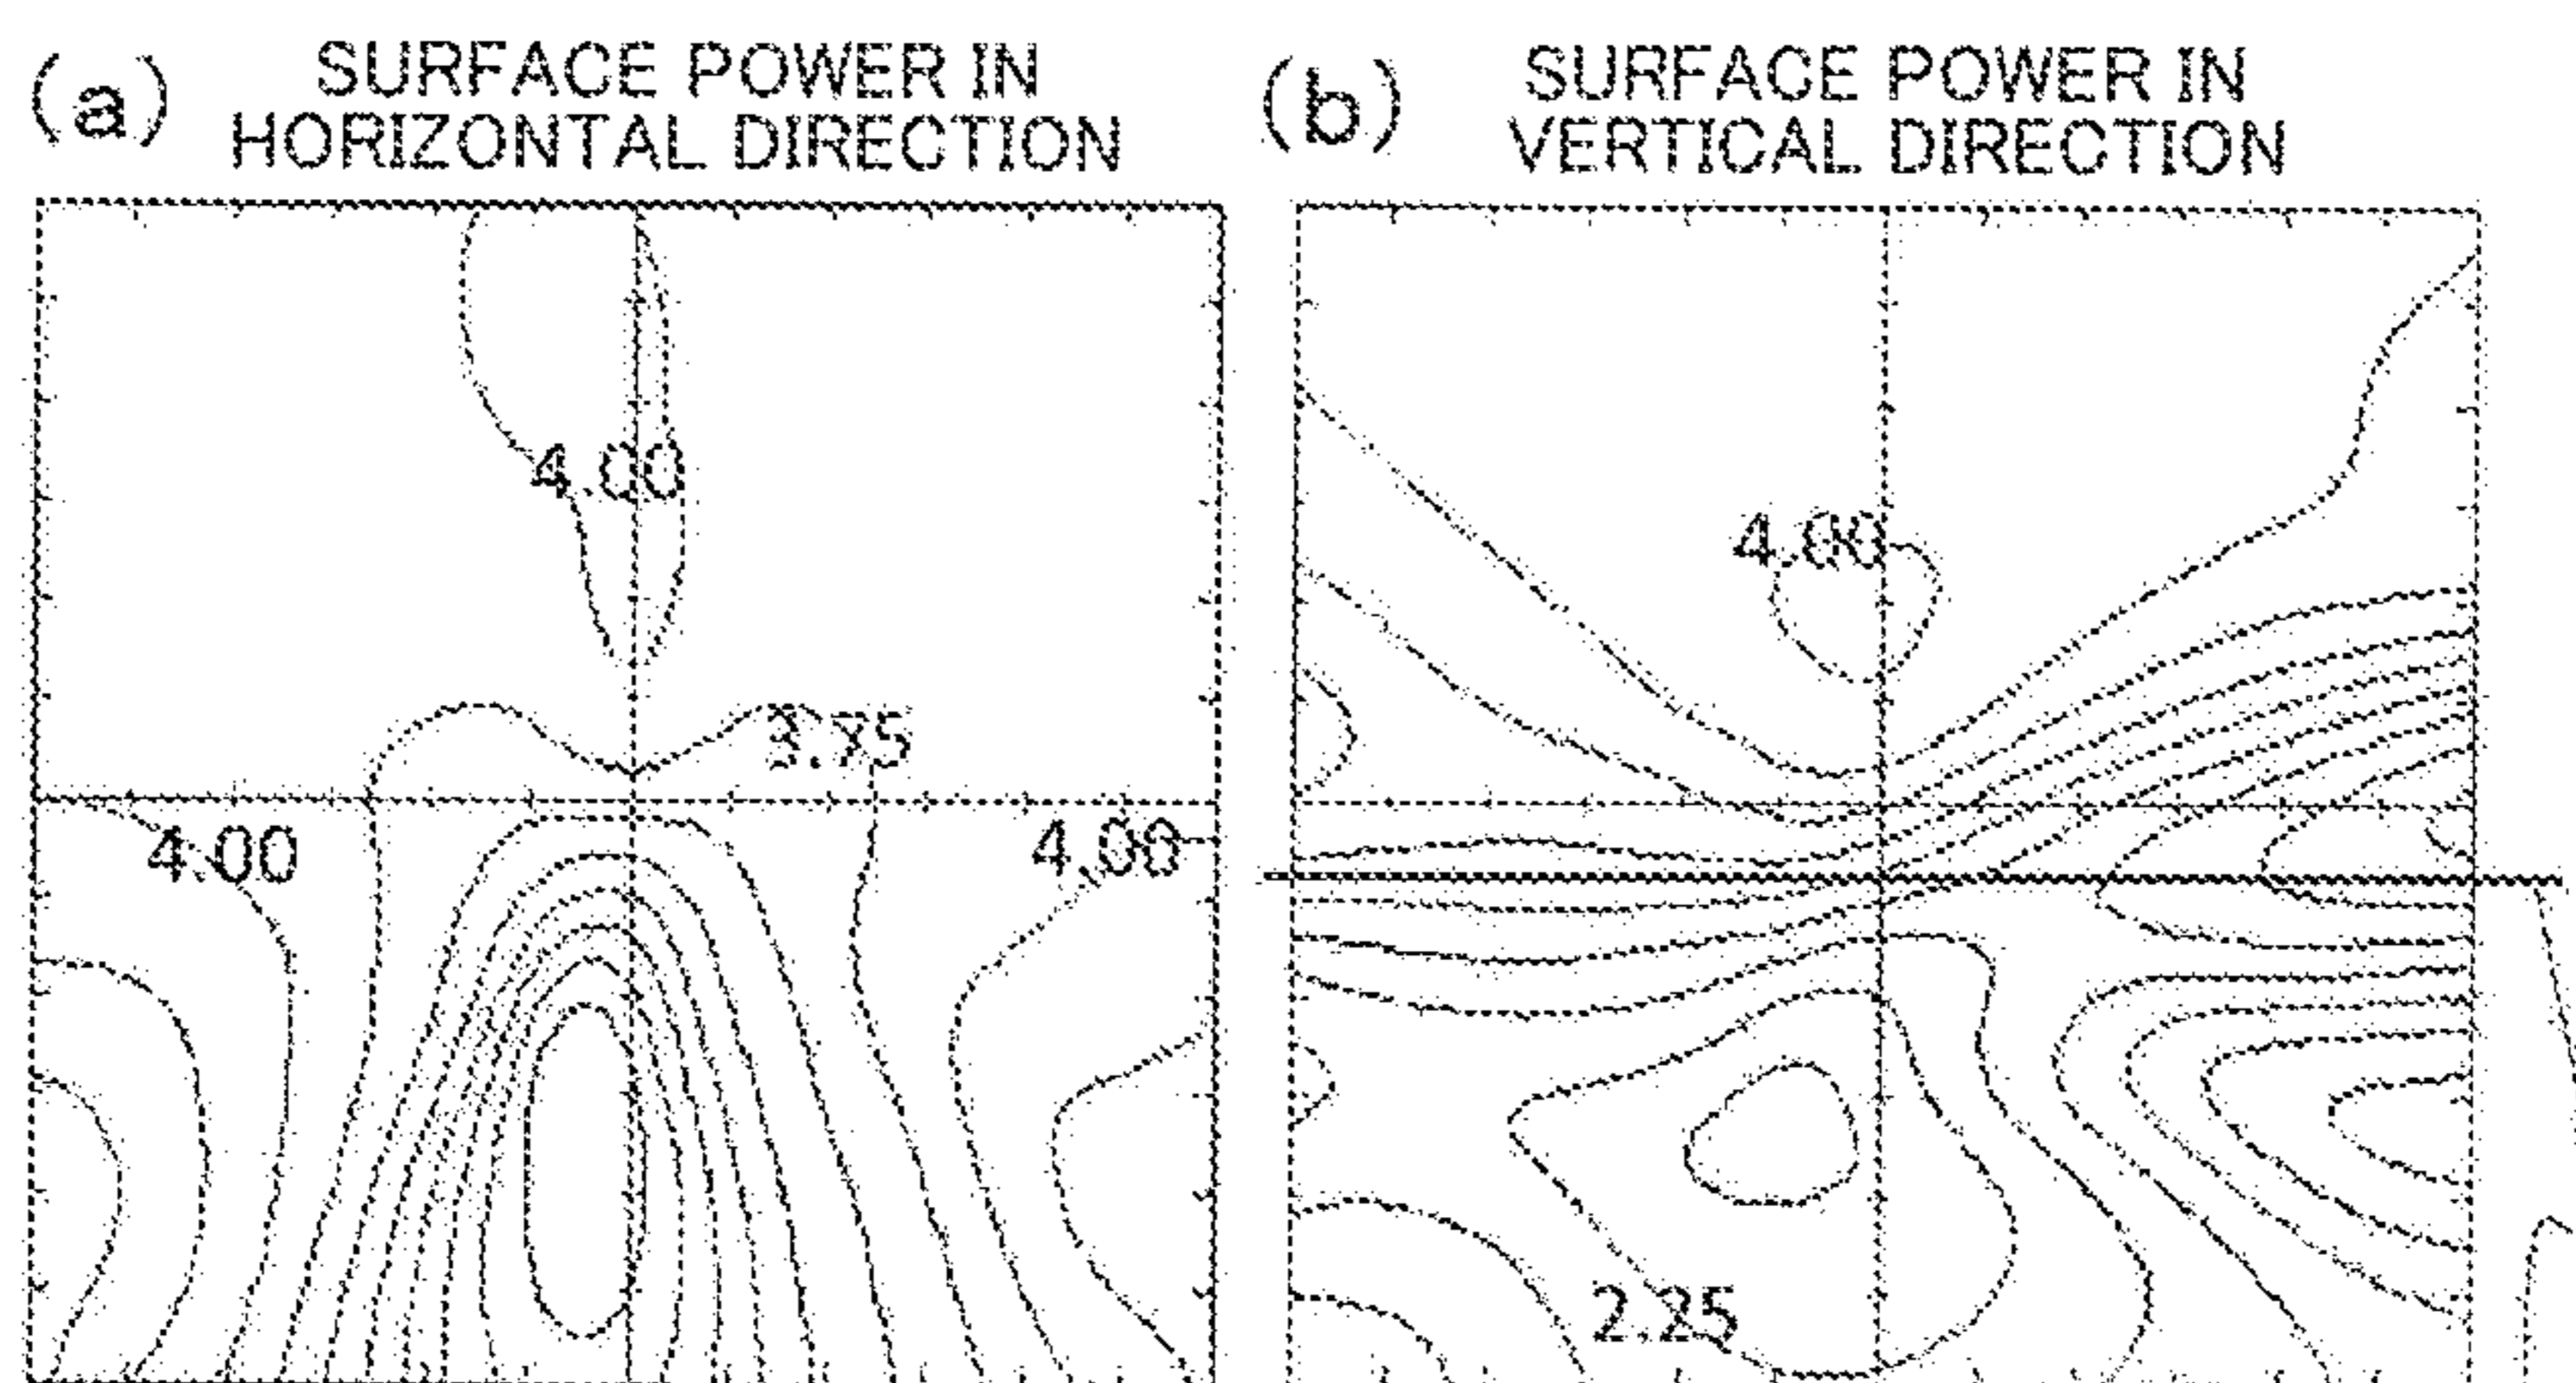 (a) SURFACE POWER IN
HORIZONTAL DIRECTION
4.00
3.75
4.00
4.00
(b) SURFACE POWER IN
VERTICAL DIRECTION
4.00
2.25